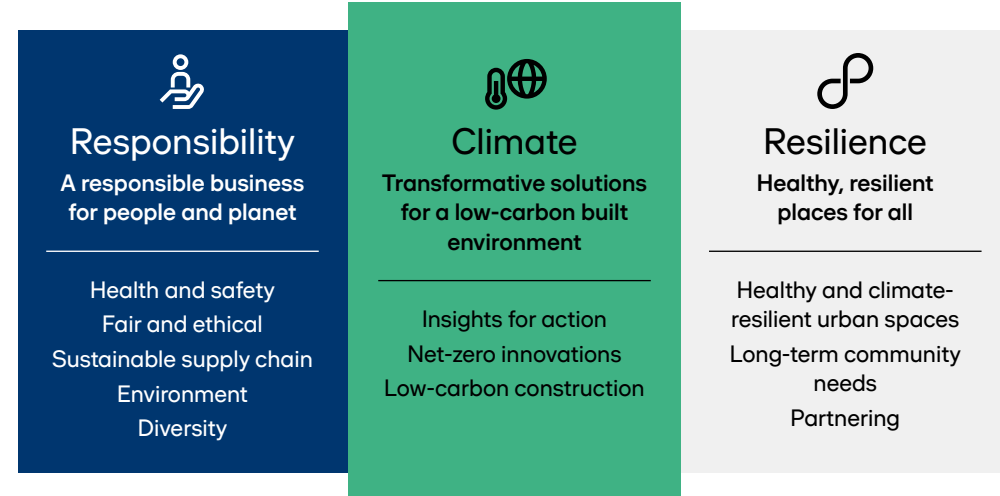 Responsibility
A responsible business
for people and planet
Health and safety
Fair and ethical
Sustainable supply chain
Environment
Diversity
Climate
Transformative solutions
for a low-carbon built
environment
Insights for action
Net-zero innovations
Low-carbon construction
Resilience
Healthy, resilient
places for all
Healthy and climate-
resilient urban spaces
Long-term community
needs
Partnering